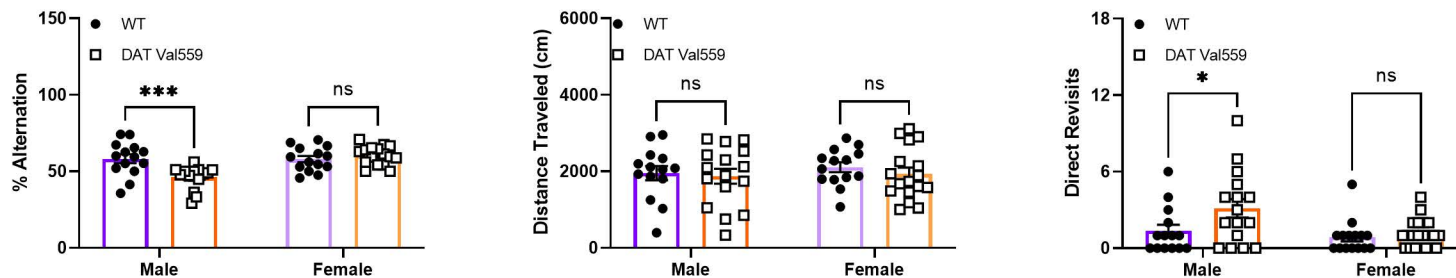 150
100
50
0
% Alternation
WT
DAT Val559
***
ns
Male
Female
6000
4000
2000
0
Distance Traveled (cm)
WT
DAT Val559
ns
ns
Male
Female
18
12
6
0
Direct Revisits
WT
DAT Val559
*
ns
Male
Female